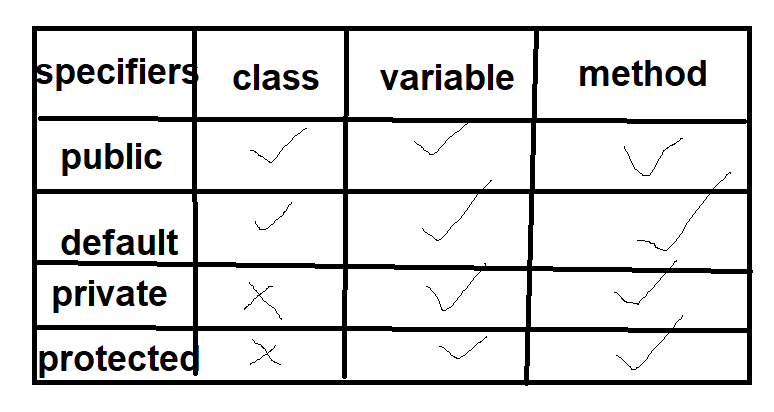 specifiers class variable method
public
default
private
protected